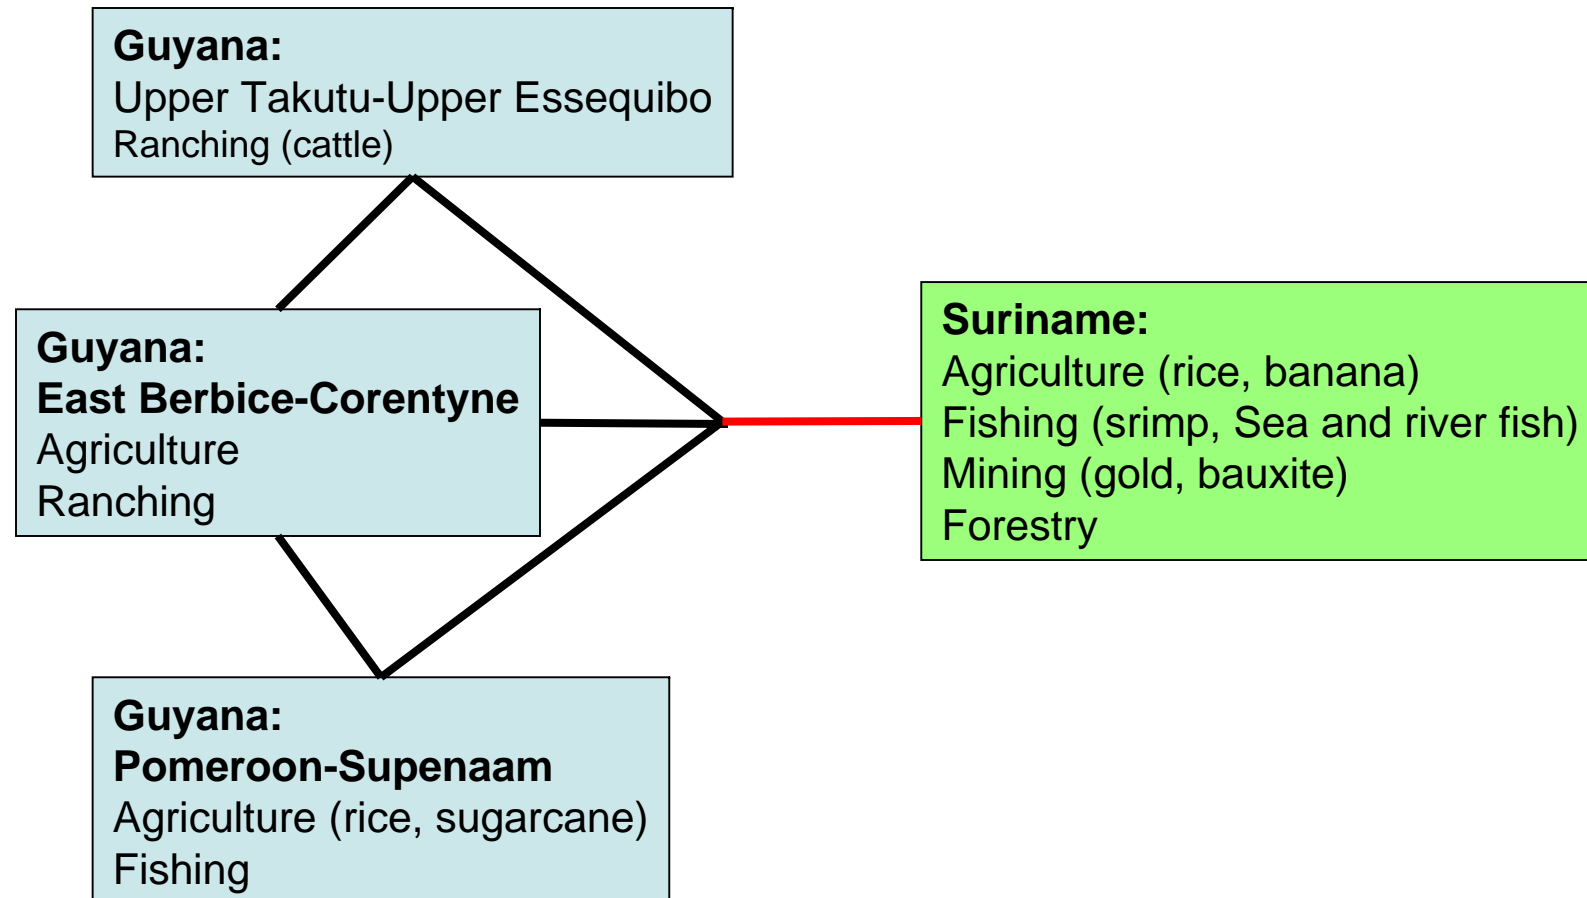 Guyana:
Upper Takutu-Upper Essequibo
Ranching (cattle)
Guyana:
East Berbice-Corentyne
Agriculture
Ranching
Suriname:
Agriculture (rice, banana)
Fishing (srimp, Sea and river fish)
Mining (gold, bauxite)
Forestry
Guyana:
Pomeroon-Supenaam
Agriculture (rice, sugarcane)
Fishing